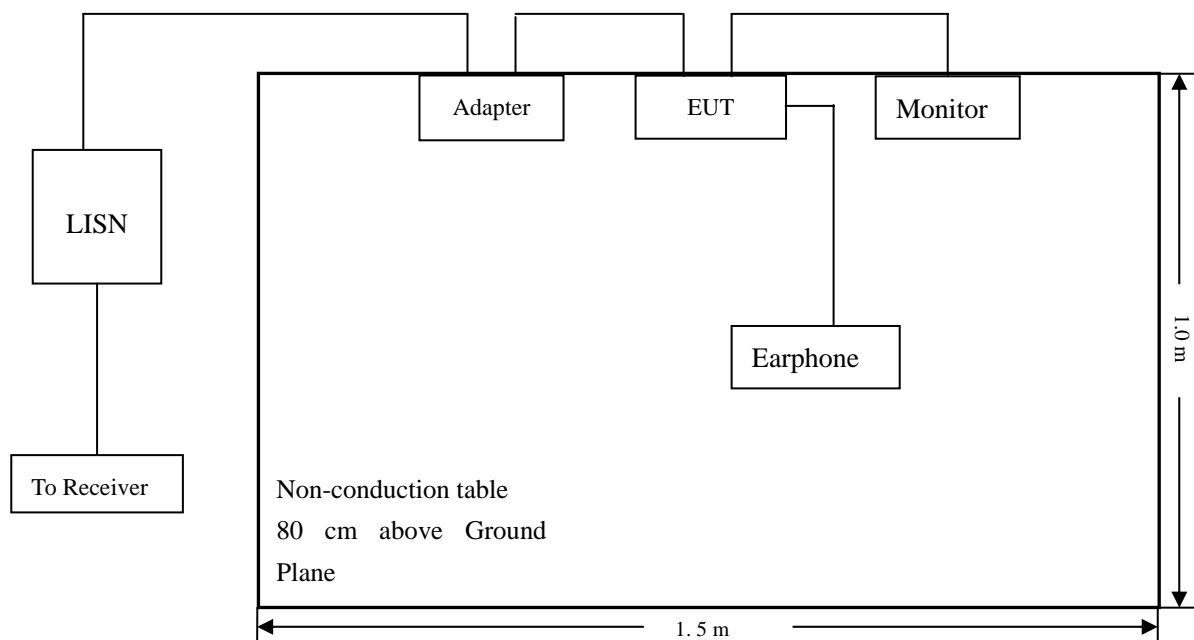 Adapter
EUT
Monitor
LISN
Earphone
1.0 m
To Receiver
Non-conduction table
80 cm above Ground
Plane
1. 5 m